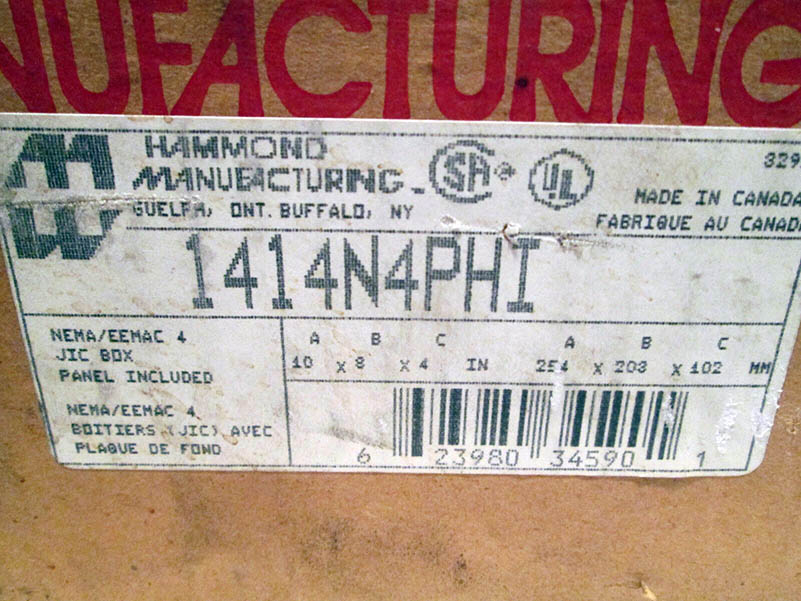 NUFACTURING
HAMMOND
MANUFACTURING
GUELPH, ONT. BUFFALO, NY
SA
UL
329
MADE IN CANADA
FABRIQUE AU CANADA
1414N4PHI
NEMA/EEMAC 4
JIC BOX
PANEL INCLUDED
NEMA/EEMAC 4
BOITIERS (JIC) AVEC
PLAQUE DE FOND
A B C A B C
10 x 8 x 4 IN 254 x 203 x 102 MM
6 23980 34590 1